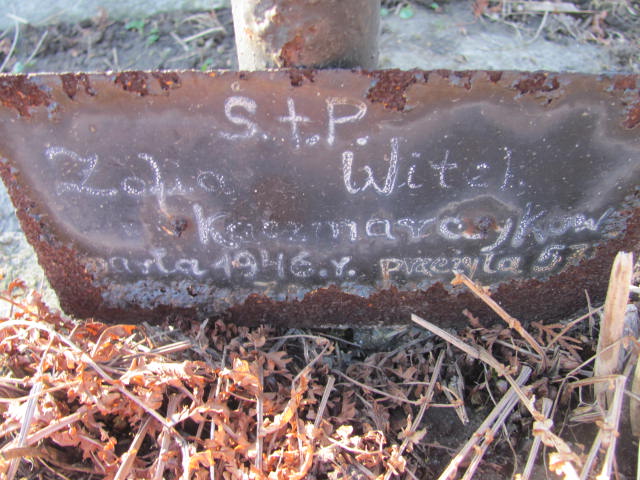 Ś.t.P.
Zofia Witek
z Kaczmarczyków
marła 1946.r. przeżyła 57